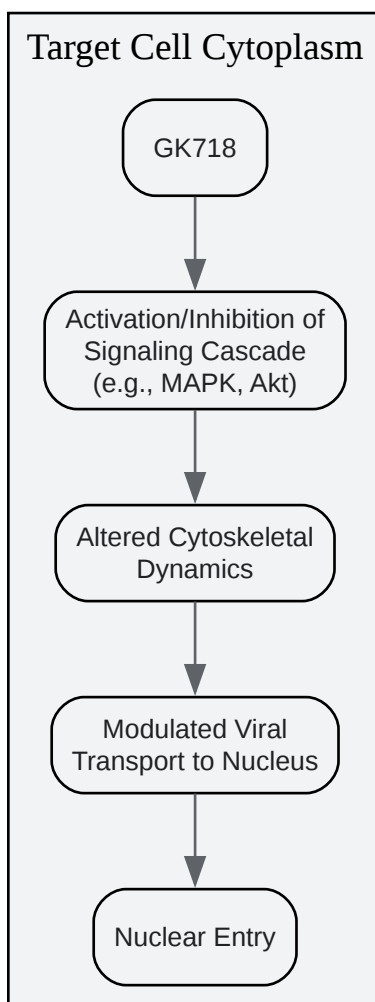 Target Cell Cytoplasm
GK718
Activation/Inhibition of
Signaling Cascade
(e.g., MAPK, Akt)
Altered Cytoskeletal
Dynamics
Modulated Viral
Transport to Nucleus
Nuclear Entry